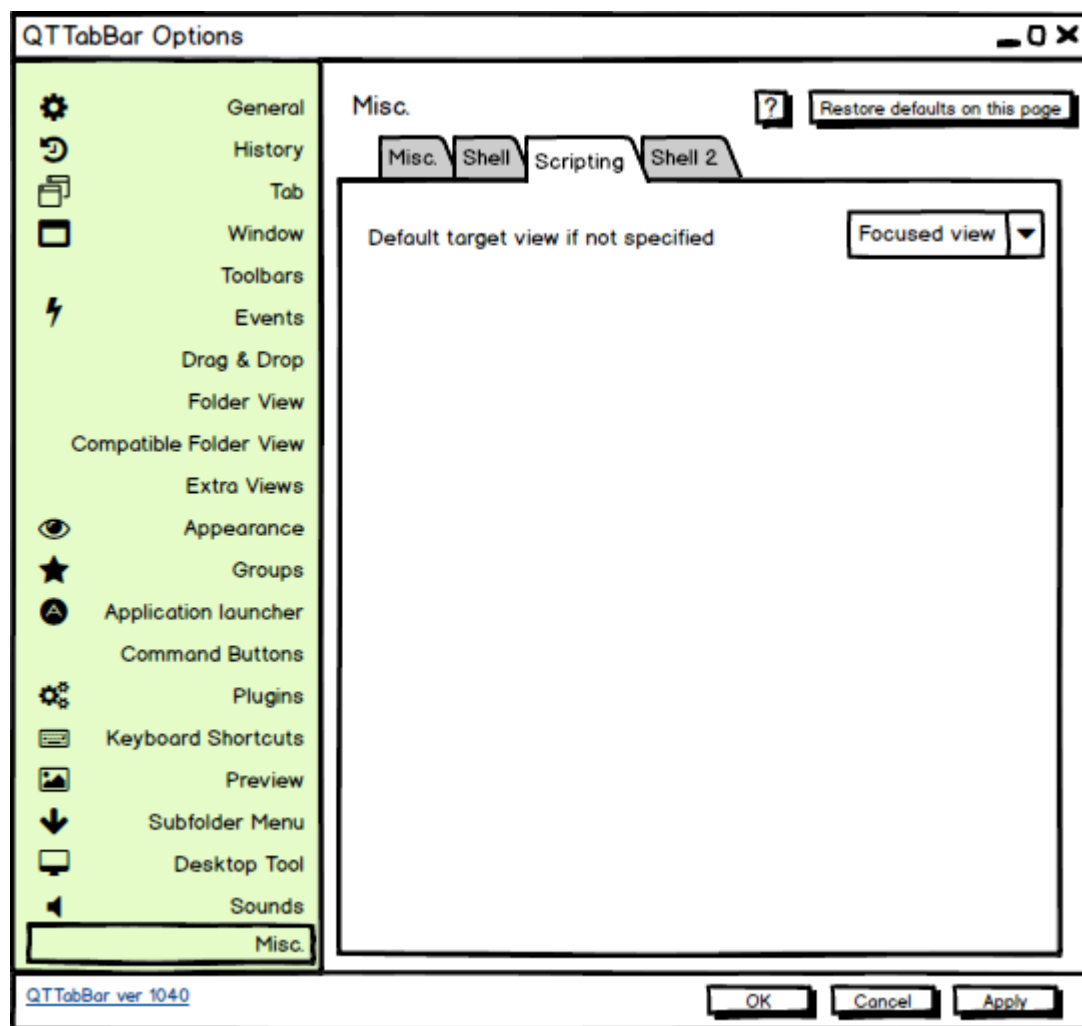 QTTabBar Options
General
History
Tab
Window
Toolbars
Events
Drag & Drop
Folder View
Compatible Folder View
Extra Views
Appearance
Groups
Application launcher
Command Buttons
Plugins
Keyboard Shortcuts
Preview
Subfolder Menu
Desktop Tool
Sounds
Misc.
Misc.
?
Restore defaults on this page
Misc. Shell Scripting Shell 2
Default target view if not specified
Focused view
QTTabBar ver 1040
OK Cancel Apply